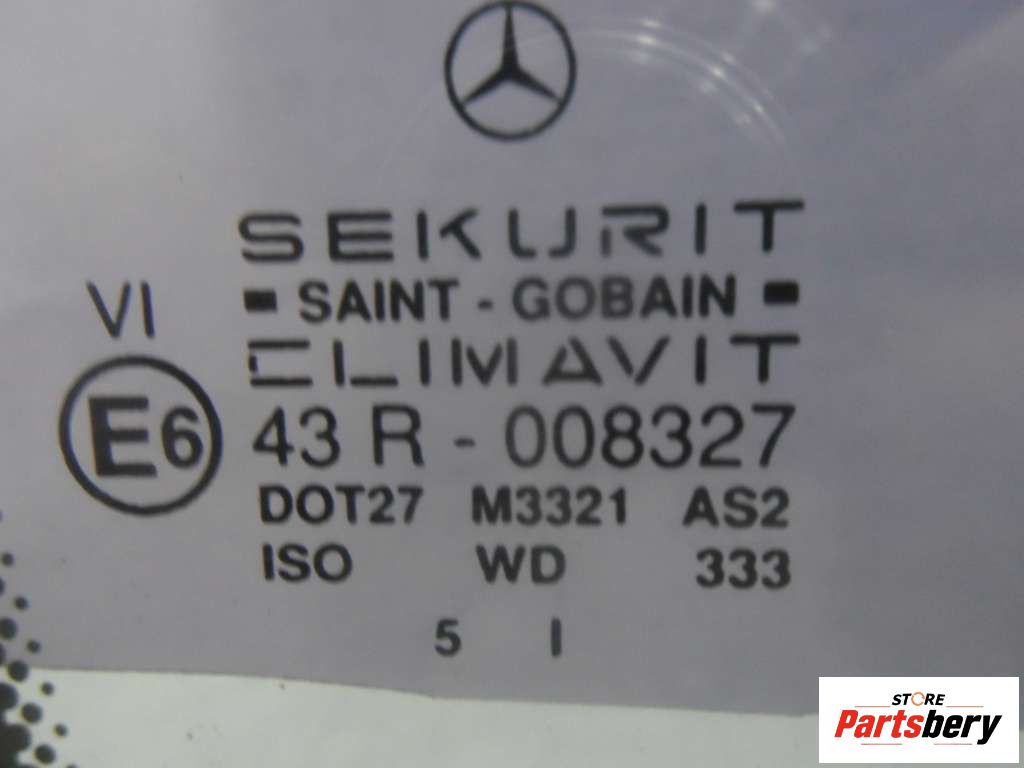 SEKURIT
SAINT - GOBAIN
CLIMAVIT
VI
E6 43 R - 008327
DOT27 M3321 AS2
ISO WD 333
5 I
STORE
Partsbery